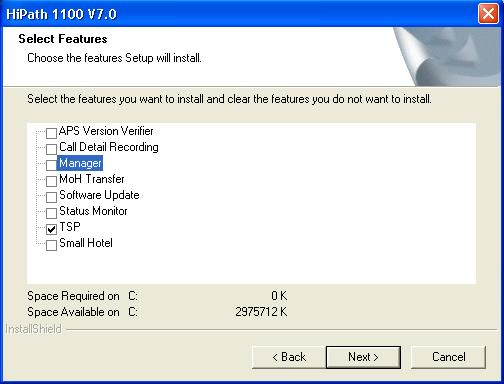 HiPath 1100 V7.0
Select Features
Choose the features Setup will install.
Select the features you want to install and clear the features you do not want to install.
APS Version Verifier
Call Detail Recording
Manager
MoH Transfer
Software Update
Status Monitor
TSP
Small Hotel
Space Required on C: 0 K
Space Available on C: 2975712 K
InstallShield
< Back Next > Cancel